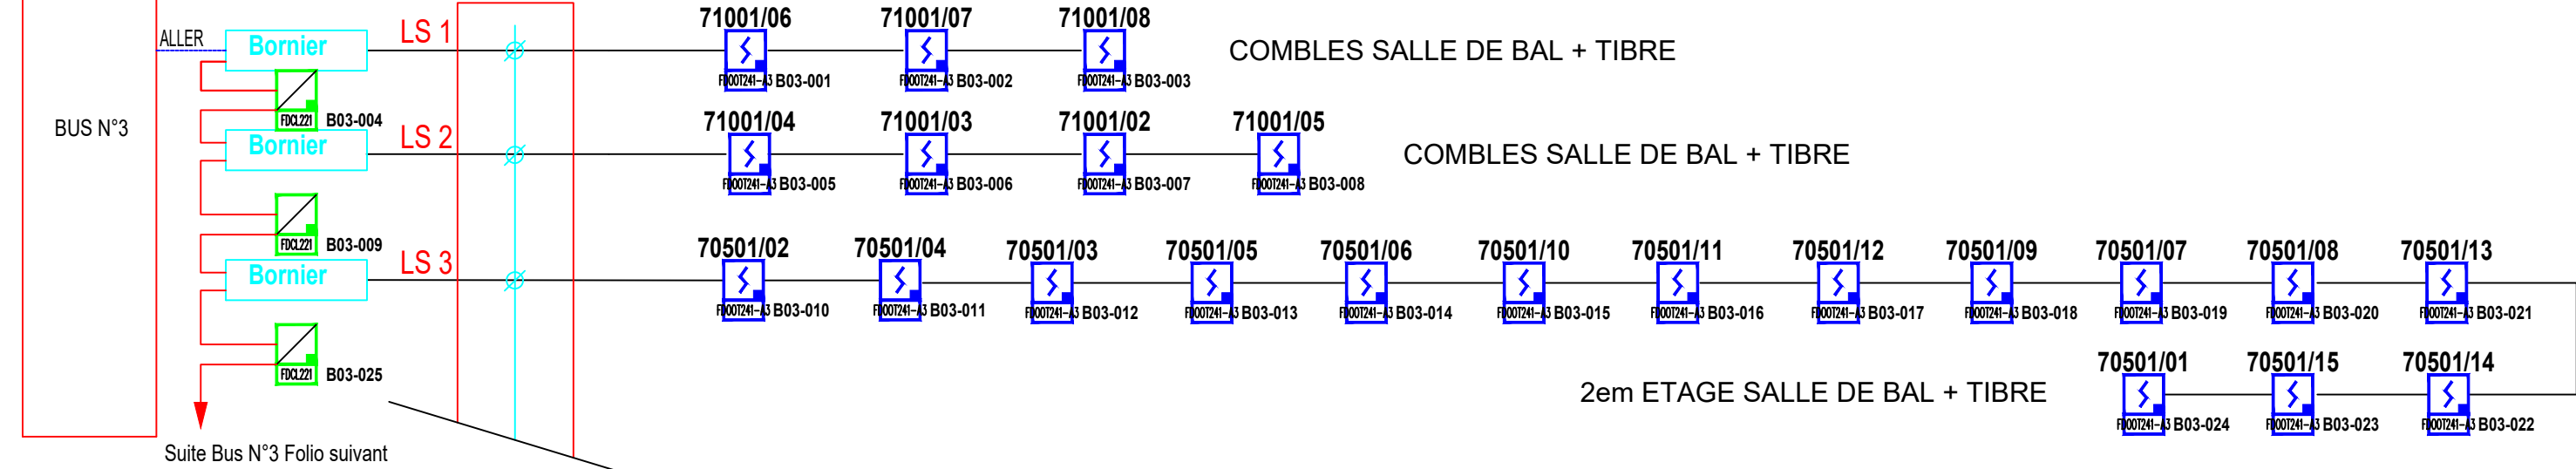 BUS N°3
ALLER
Bornier
LS 1
71001/06
71001/07
71001/08
COMBLES SALLE DE BAL + TIBRE
B03-001
B03-002
B03-003
FDCL221
B03-004
Bornier
LS 2
71001/04
71001/03
71001/02
71001/05
COMBLES SALLE DE BAL + TIBRE
B03-005
B03-006
B03-007
B03-008
FDCL221
B03-009
Bornier
LS 3
70501/02
70501/04
70501/03
70501/05
70501/06
70501/10
70501/11
70501/12
70501/09
70501/07
70501/08
70501/13
B03-010
B03-011
B03-012
B03-013
B03-014
B03-015
B03-016
B03-017
B03-018
B03-019
B03-020
B03-021
FDCL221
B03-025
2em ETAGE SALLE DE BAL + TIBRE
70501/01
70501/15
70501/14
B03-024
B03-023
B03-022
Suite Bus N°3 Folio suivant